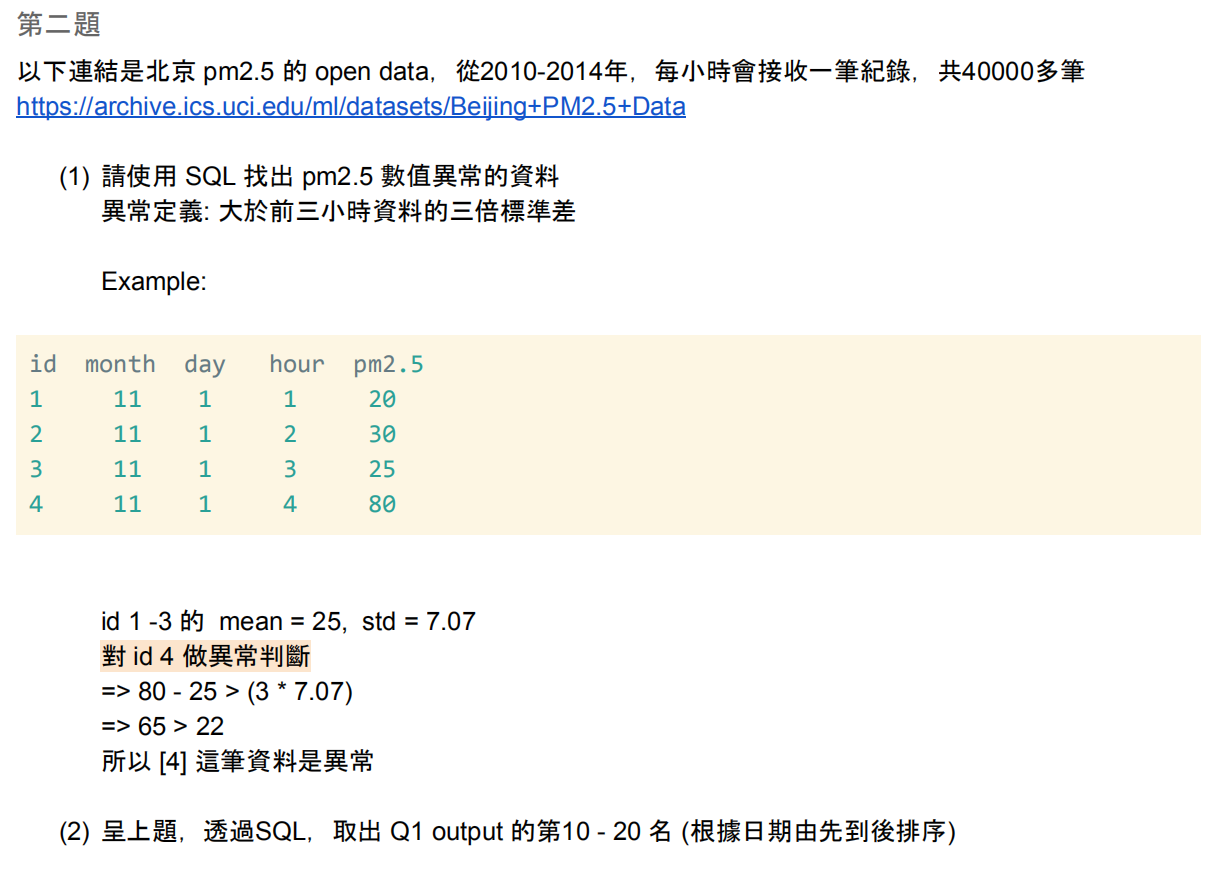 第二題
以下連結是北京 pm2.5 的 open data，從2010-2014年，每小時會接收一筆紀錄，共40000多筆
https://archive.ics.uci.edu/ml/datasets/Beijing+PM2.5+Data
(1) 請使用 SQL 找出 pm2.5 數值異常的資料
異常定義: 大於前三小時資料的三倍標準差
Example:
id month day hour pm2.5
1 11 1 1 20
2 11 1 2 30
3 11 1 3 25
4 11 1 4 80
id 1 -3 的 mean = 25, std = 7.07
對 id 4 做異常判斷
=> 80 - 25 > (3 * 7.07)
=> 65 > 22
所以 [4] 這筆資料是異常
(2) 呈上題，透過SQL，取出 Q1 output 的第10 - 20 名 (根據日期由先到後排序)